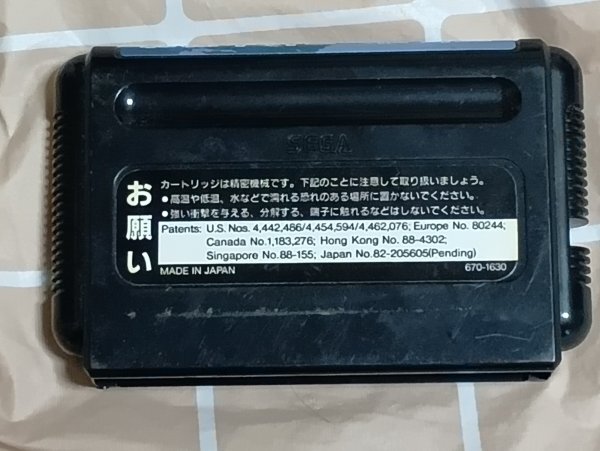 SEGA
お願い
カートリッジは精密機械です。下記のことに注意して取り扱いましょう。
●高温や低温、水などで濡れる恐れのある場所に置かないでください。
●強い衝撃を与える、分解する、端子に触れるなどはしないでください。
Patents: U.S. Nos. 4,442,486/4,454,594/4,462,076; Europe No. 80244;
Canada No.1,183,276; Hong Kong No. 88-4302;
Singapore No.88-155; Japan No.82-205605(Pending)
MADE IN JAPAN 670-1630